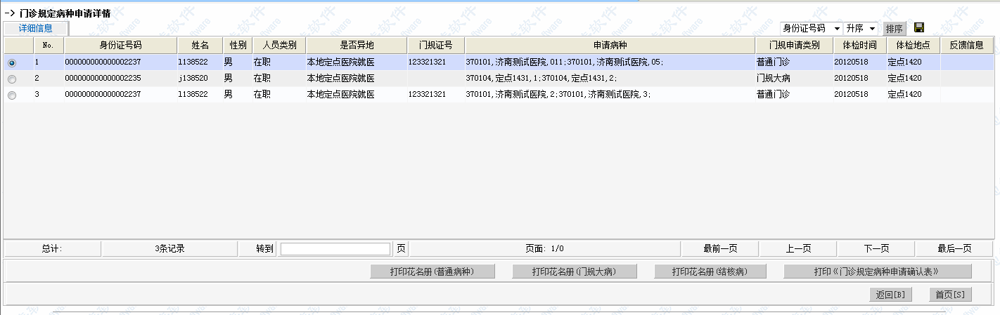 -> 门诊规定病种申请详情
详细信息 身份证号码 升序 排序
No. 身份证号码 姓名 性别 人员类别 是否异地 门规证号 申请病种 门规申请类别 体检时间 体检地点 反馈信息
1 000000000000002237 1138522 男 在职 本地定点医院就医 123321321 370101,济南测试医院,011;370101,济南测试医院,05; 普通门诊 20120518 定点1420
2 000000000000002235 j138520 男 在职 本地定点医院就医 370104,定点1431,1;370104,定点1431,2; 门规大病 20120518 定点1420
3 000000000000002237 1138522 男 在职 本地定点医院就医 123321321 370101,济南测试医院,2;370101,济南测试医院,3; 普通门诊 20120518 定点1420
总计: 3条记录 转到 页 页面: 1/0 最前一页 上一页 下一页 最后一页
打印花名册(普通病种) 打印花名册(门规大病) 打印花名册(结核病) 打印《门诊规定病种申请确认表》
返回[B] 首页[S]